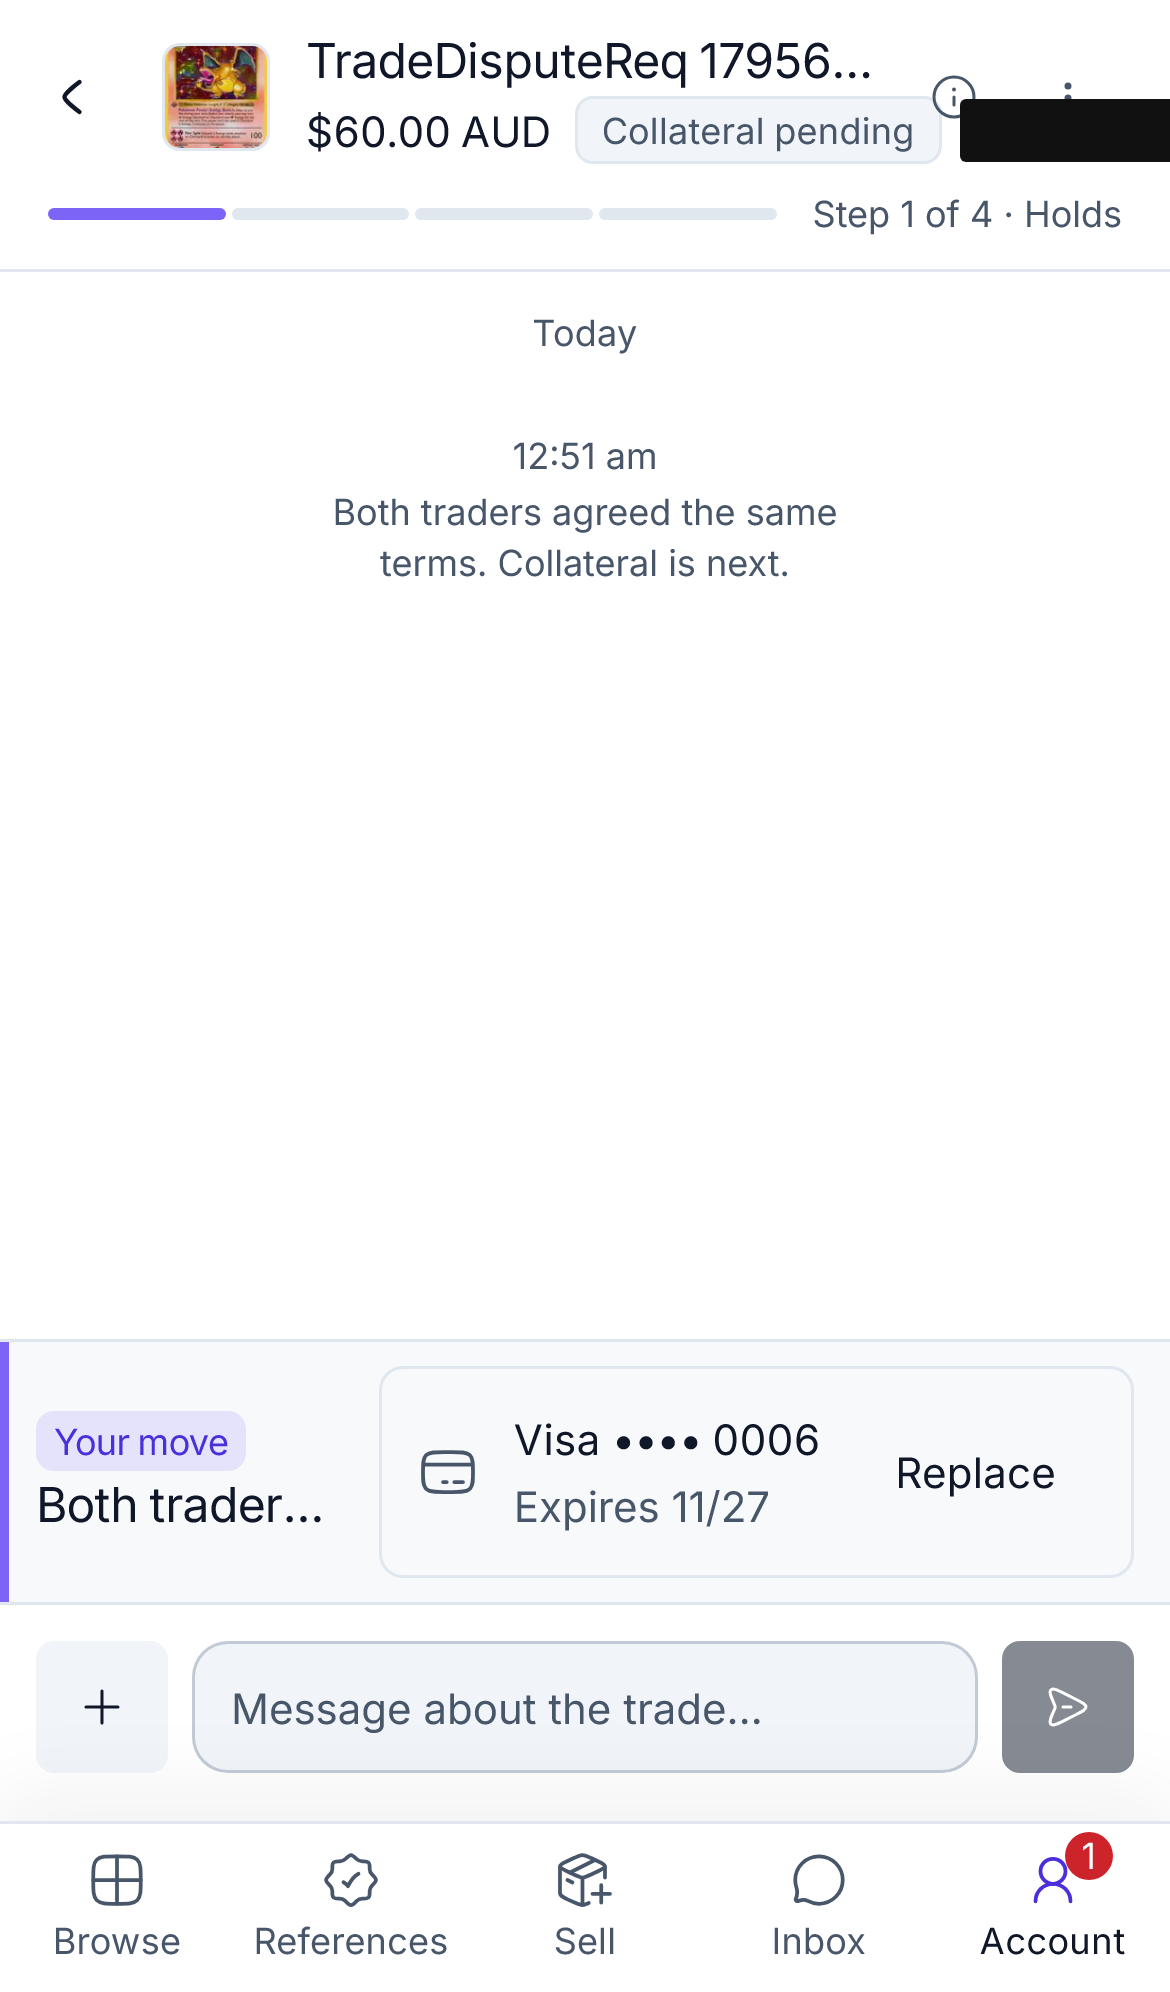 TradeDisputeReq 17956...
$60.00 AUD
Collateral pending
Step 1 of 4 · Holds
Today
12:51 am
Both traders agreed the same
terms. Collateral is next.
Your move
Both trader...
Visa •••• 0006
Expires 11/27
Replace
Message about the trade...
1
Browse
References
Sell
Inbox
Account